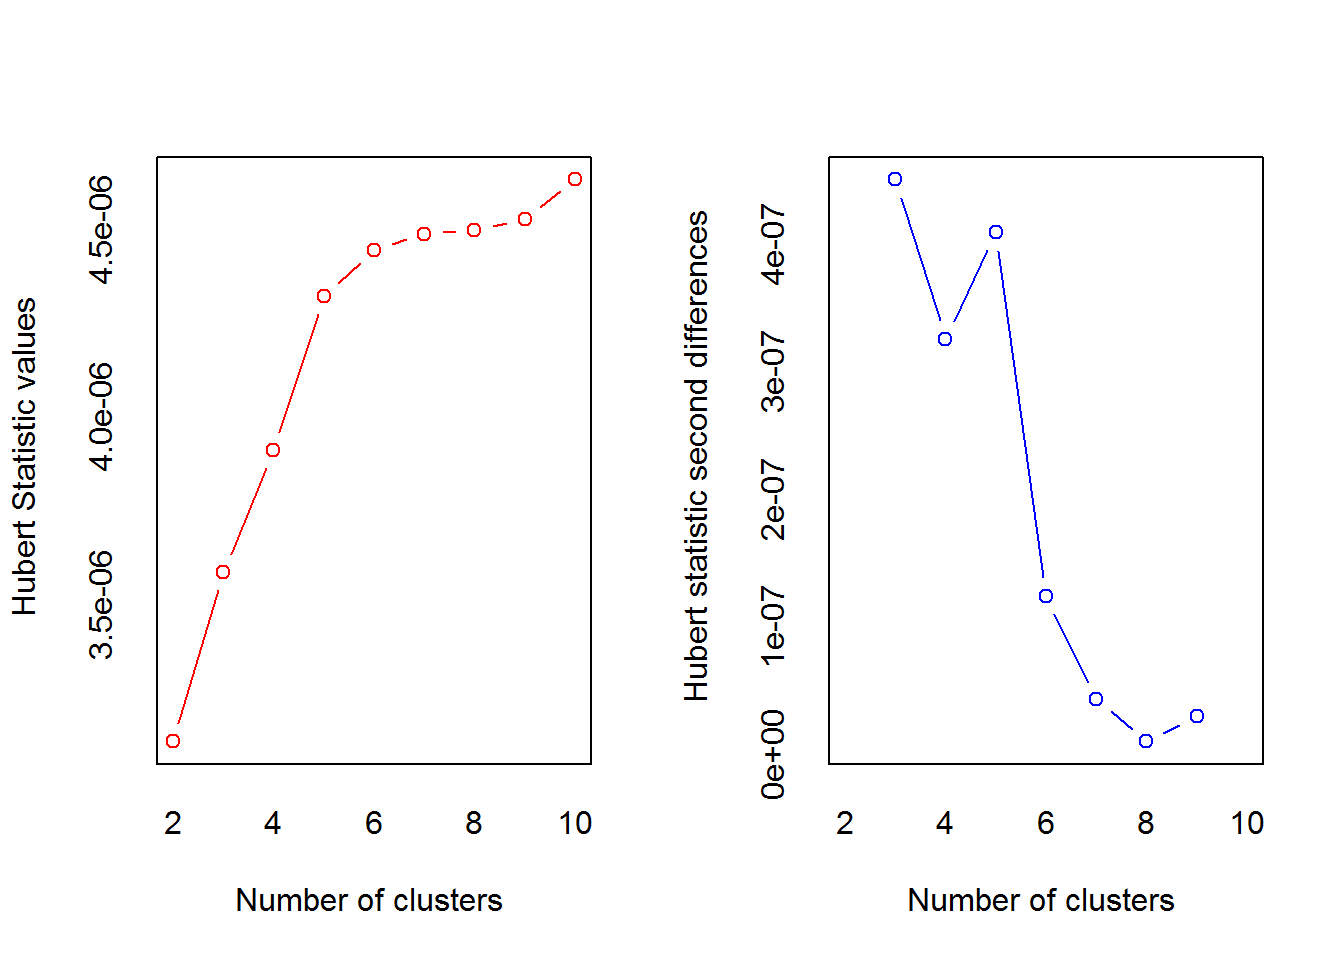 Hubert Statistic values
4.5e-06
4.0e-06
3.5e-06
2 4 6 8 10
Number of clusters
Hubert statistic second differences
4e-07
3e-07
2e-07
1e-07
0e+00
2 4 6 8 10
Number of clusters